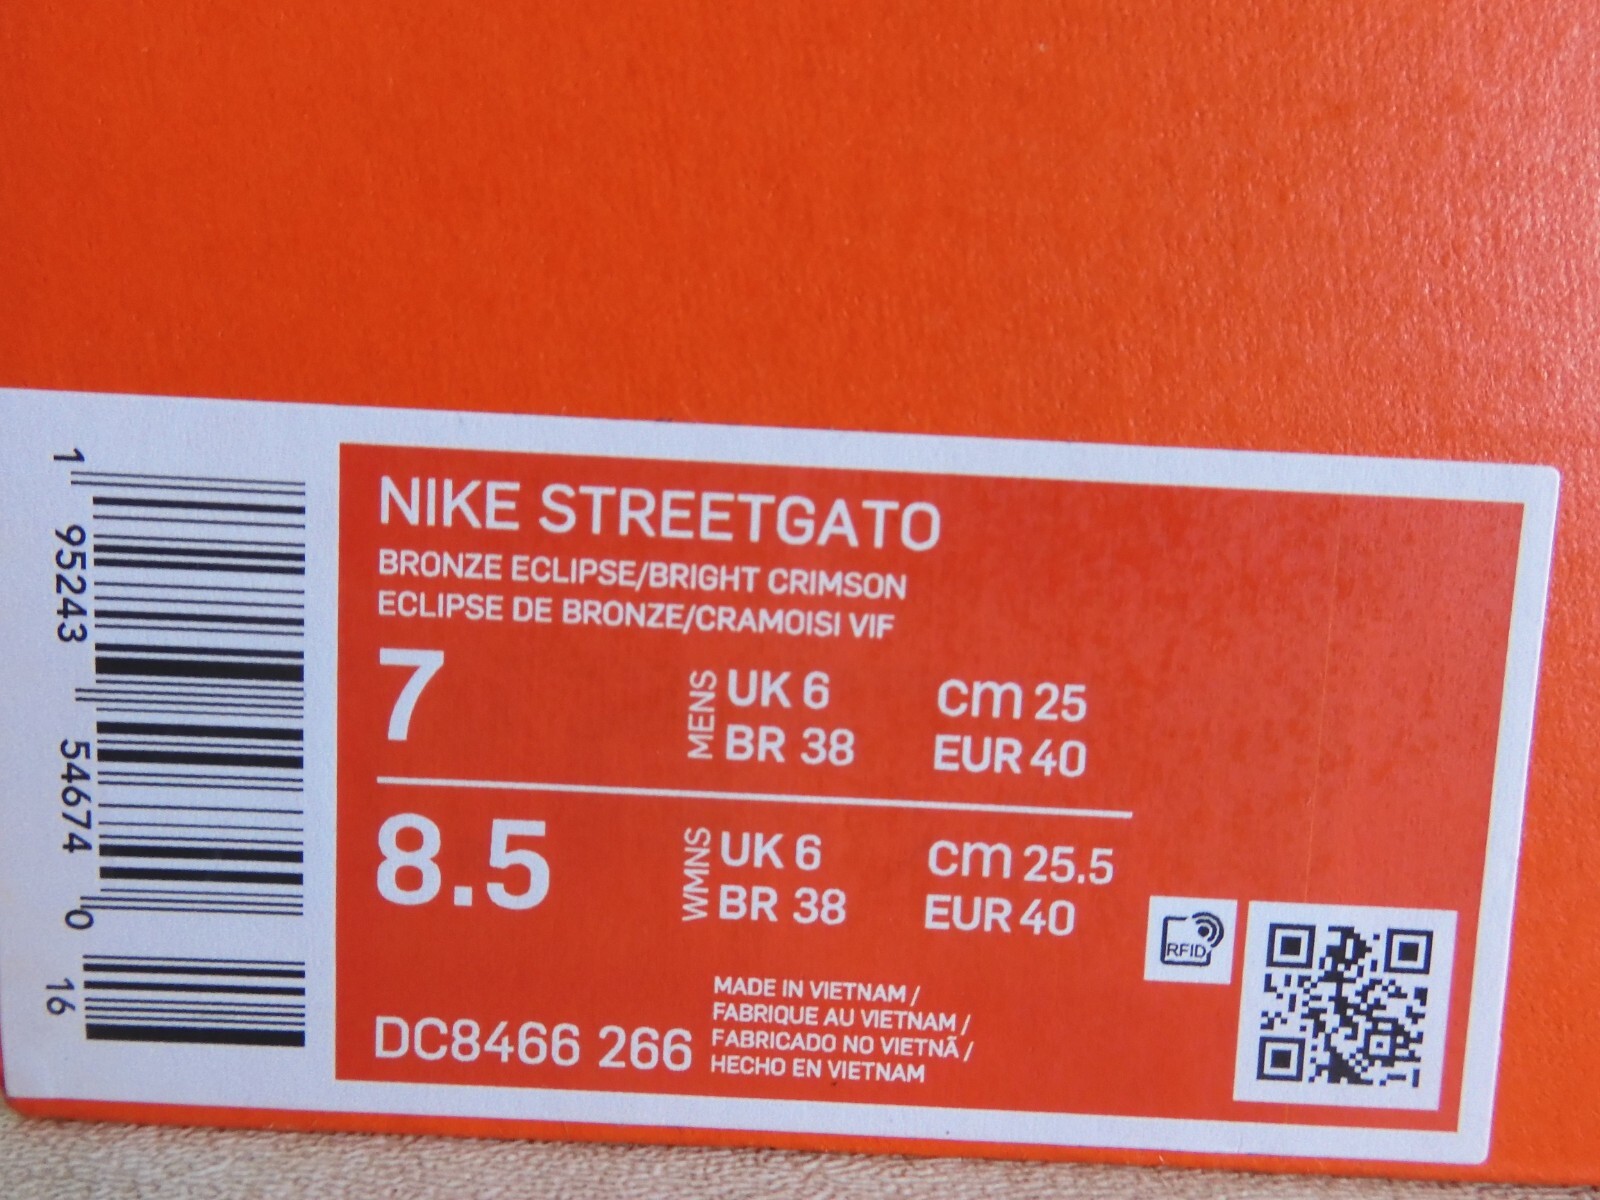 1 95243 54674 0 16
NIKE STREETGATO
BRONZE ECLIPSE/BRIGHT CRIMSON
ECLIPSE DE BRONZE/CRAMOISI VIF
7 MENS UK 6 cm 25
BR 38 EUR 40
8.5 WMNS UK 6 cm 25.5
BR 38 EUR 40
DC8466 266
MADE IN VIETNAM /
FABRIQUE AU VIETNAM /
FABRICADO NO VIETNÃ /
HECHO EN VIETNAM
RFID